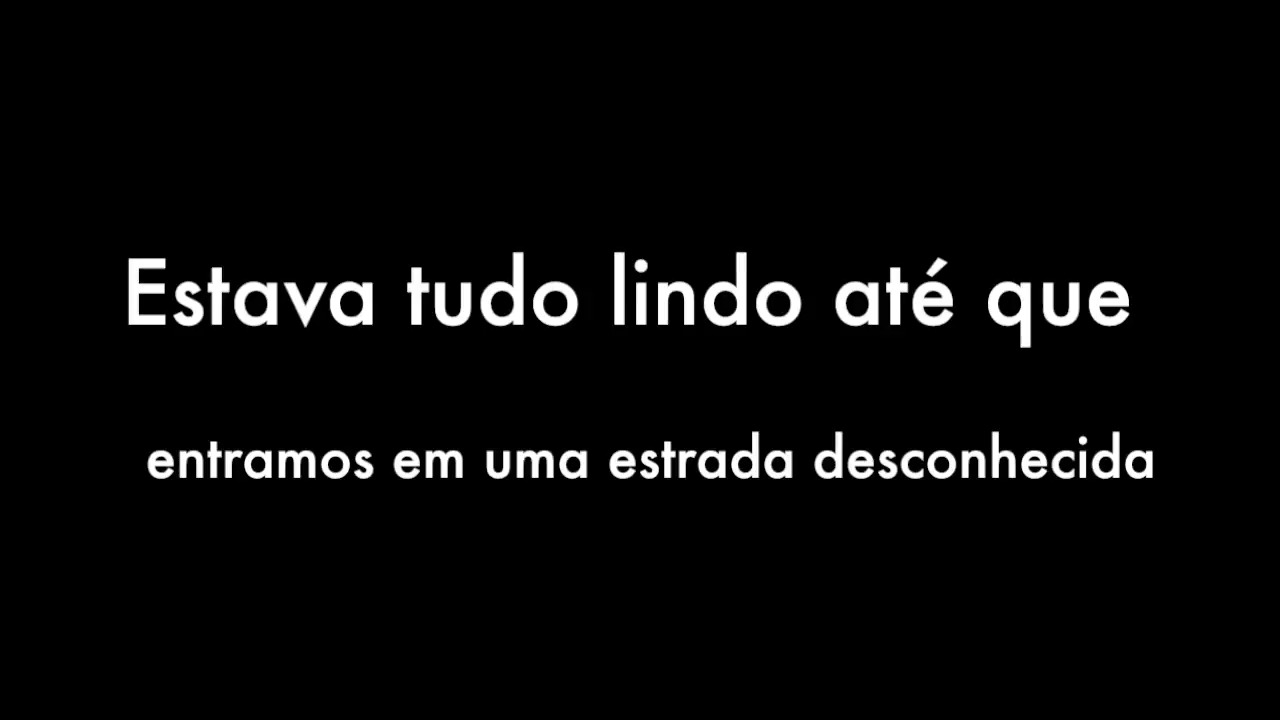 Estava tudo lindo até que
entramos em uma estrada desconhecida